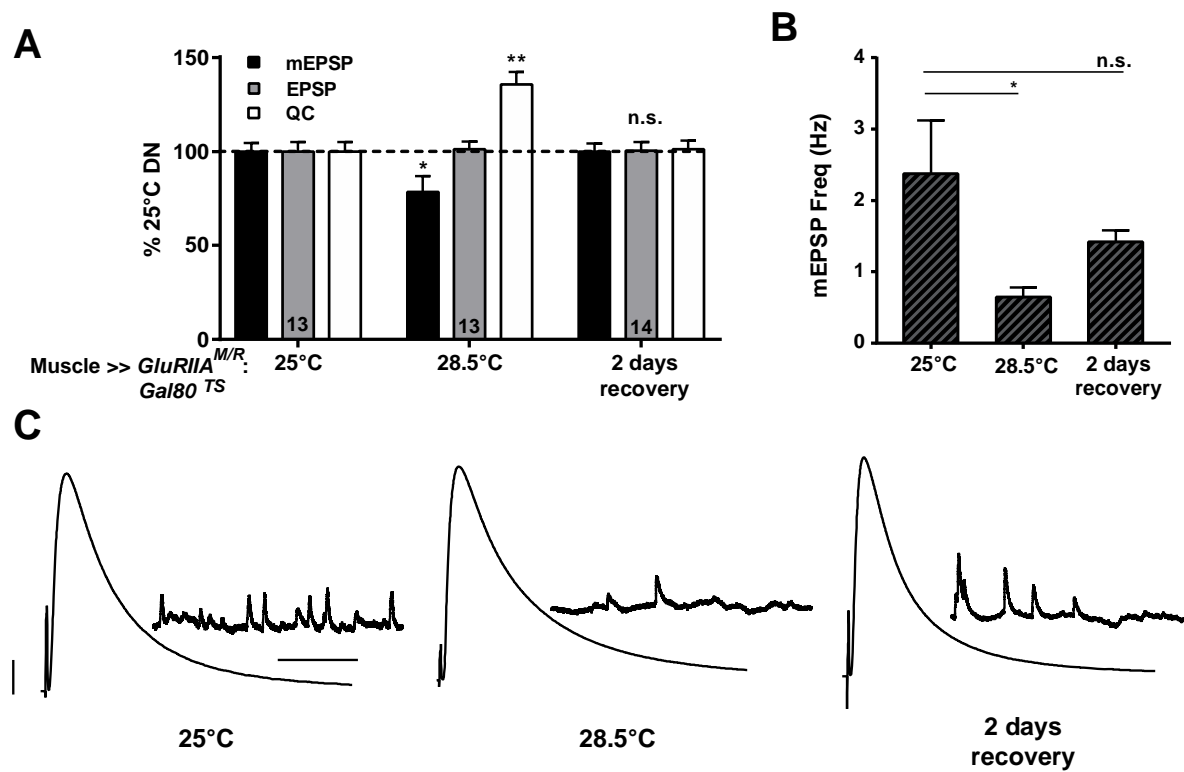 A
% 25°C DN
150
100
50
0
mEPSP
EPSP
QC
*
**
n.s.
13
13
14
Muscle >> GluRIIA M/R :
Gal80 TS
25°C
28.5°C
2 days
recovery
B
mEPSP Freq (Hz)
4
3
2
1
0
n.s.
*
25°C
28.5°C
2 days
recovery
C
25°C
28.5°C
2 days
recovery